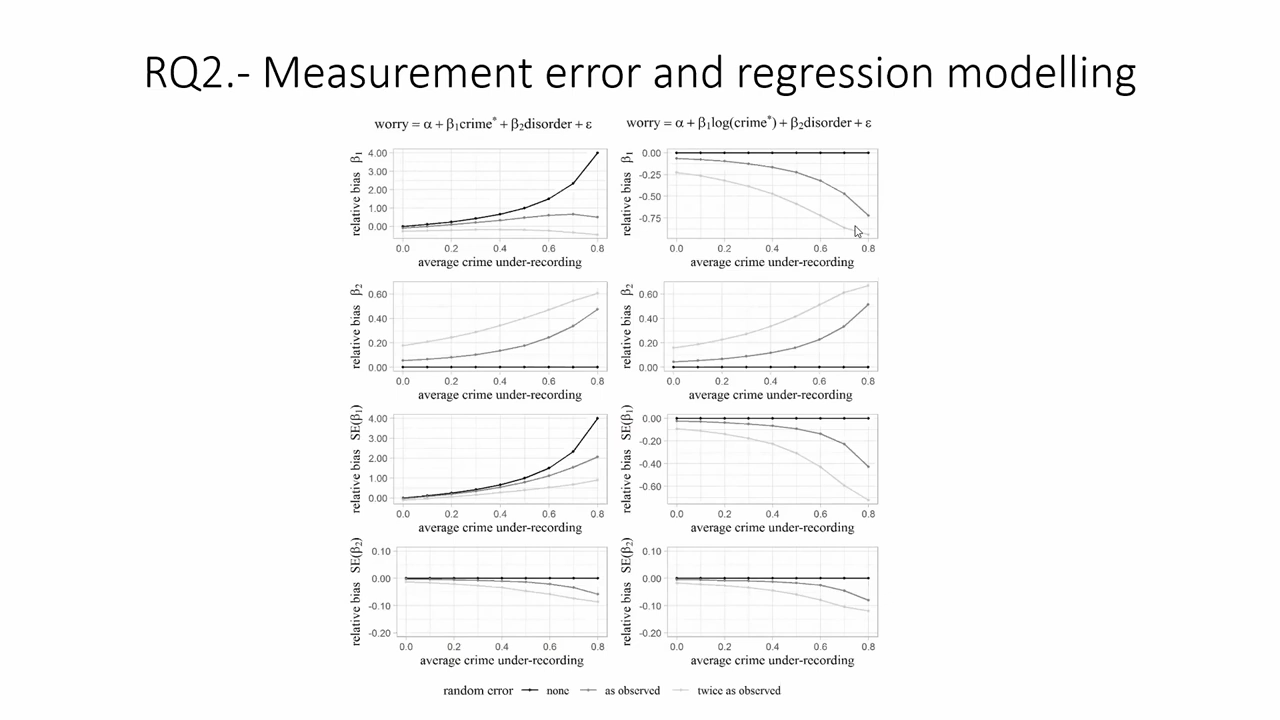 RQ2.- Measurement error and regression modelling
worry = α + β₁crime* + β₂disorder + ε
worry = α + β₁log(crime*) + β₂disorder + ε
relative bias β₁
4.00
3.00
2.00
1.00
0.00
0.0 0.2 0.4 0.6 0.8
average crime under-recording
relative bias β₁
0.00
-0.25
-0.50
-0.75
0.0 0.2 0.4 0.6 0.8
average crime under-recording
relative bias β₂
0.60
0.40
0.20
0.00
0.0 0.2 0.4 0.6 0.8
average crime under-recording
relative bias β₂
0.60
0.40
0.20
0.00
0.0 0.2 0.4 0.6 0.8
average crime under-recording
relative bias SE(β₁)
4.00
3.00
2.00
1.00
0.00
0.0 0.2 0.4 0.6 0.8
average crime under-recording
relative bias SE(β₁)
0.00
-0.20
-0.40
-0.60
0.0 0.2 0.4 0.6 0.8
average crime under-recording
relative bias SE(β₂)
0.10
0.00
-0.10
-0.20
0.0 0.2 0.4 0.6 0.8
average crime under-recording
relative bias SE(β₂)
0.10
0.00
-0.10
-0.20
0.0 0.2 0.4 0.6 0.8
average crime under-recording
random error none as observed twice as observed